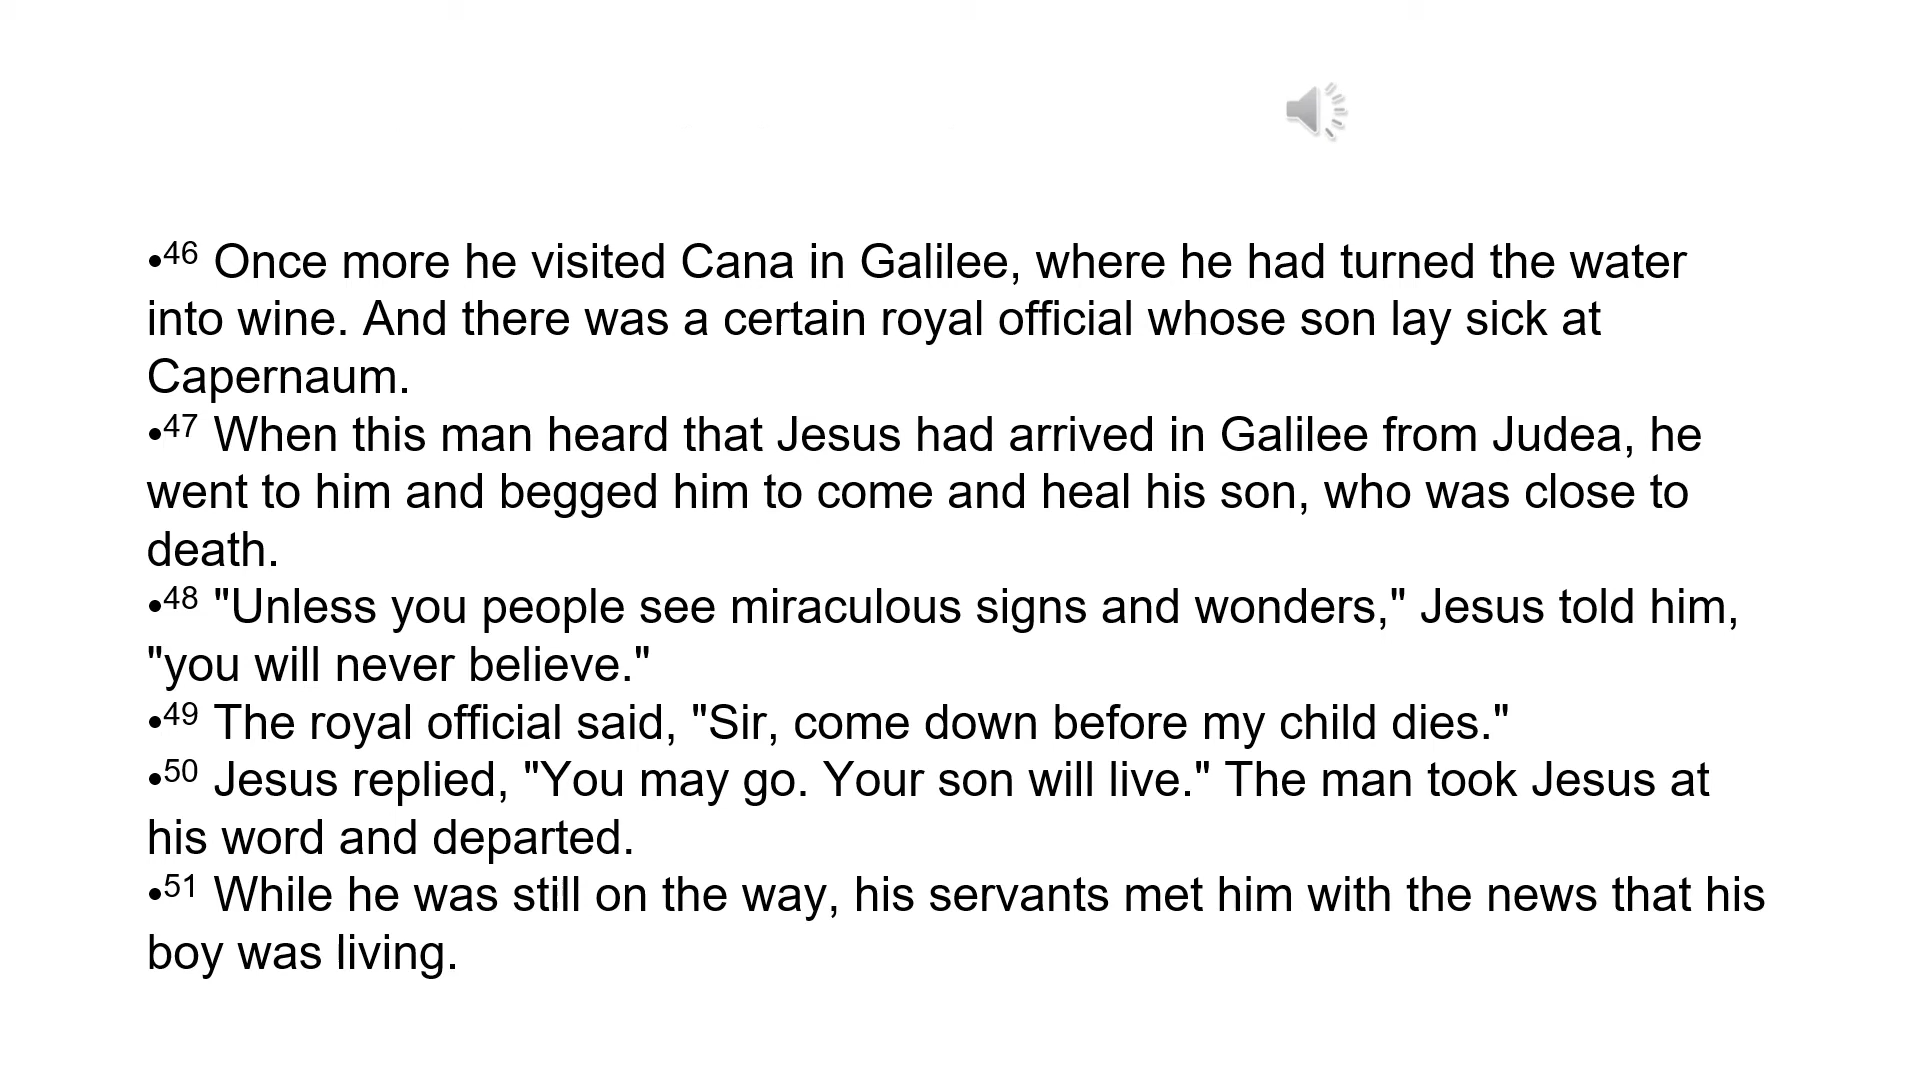 •46 Once more he visited Cana in Galilee, where he had turned the water
into wine. And there was a certain royal official whose son lay sick at
Capernaum.
•47 When this man heard that Jesus had arrived in Galilee from Judea, he
went to him and begged him to come and heal his son, who was close to
death.
•48 "Unless you people see miraculous signs and wonders," Jesus told him,
"you will never believe."
•49 The royal official said, "Sir, come down before my child dies."
•50 Jesus replied, "You may go. Your son will live." The man took Jesus at
his word and departed.
•51 While he was still on the way, his servants met him with the news that his
boy was living.